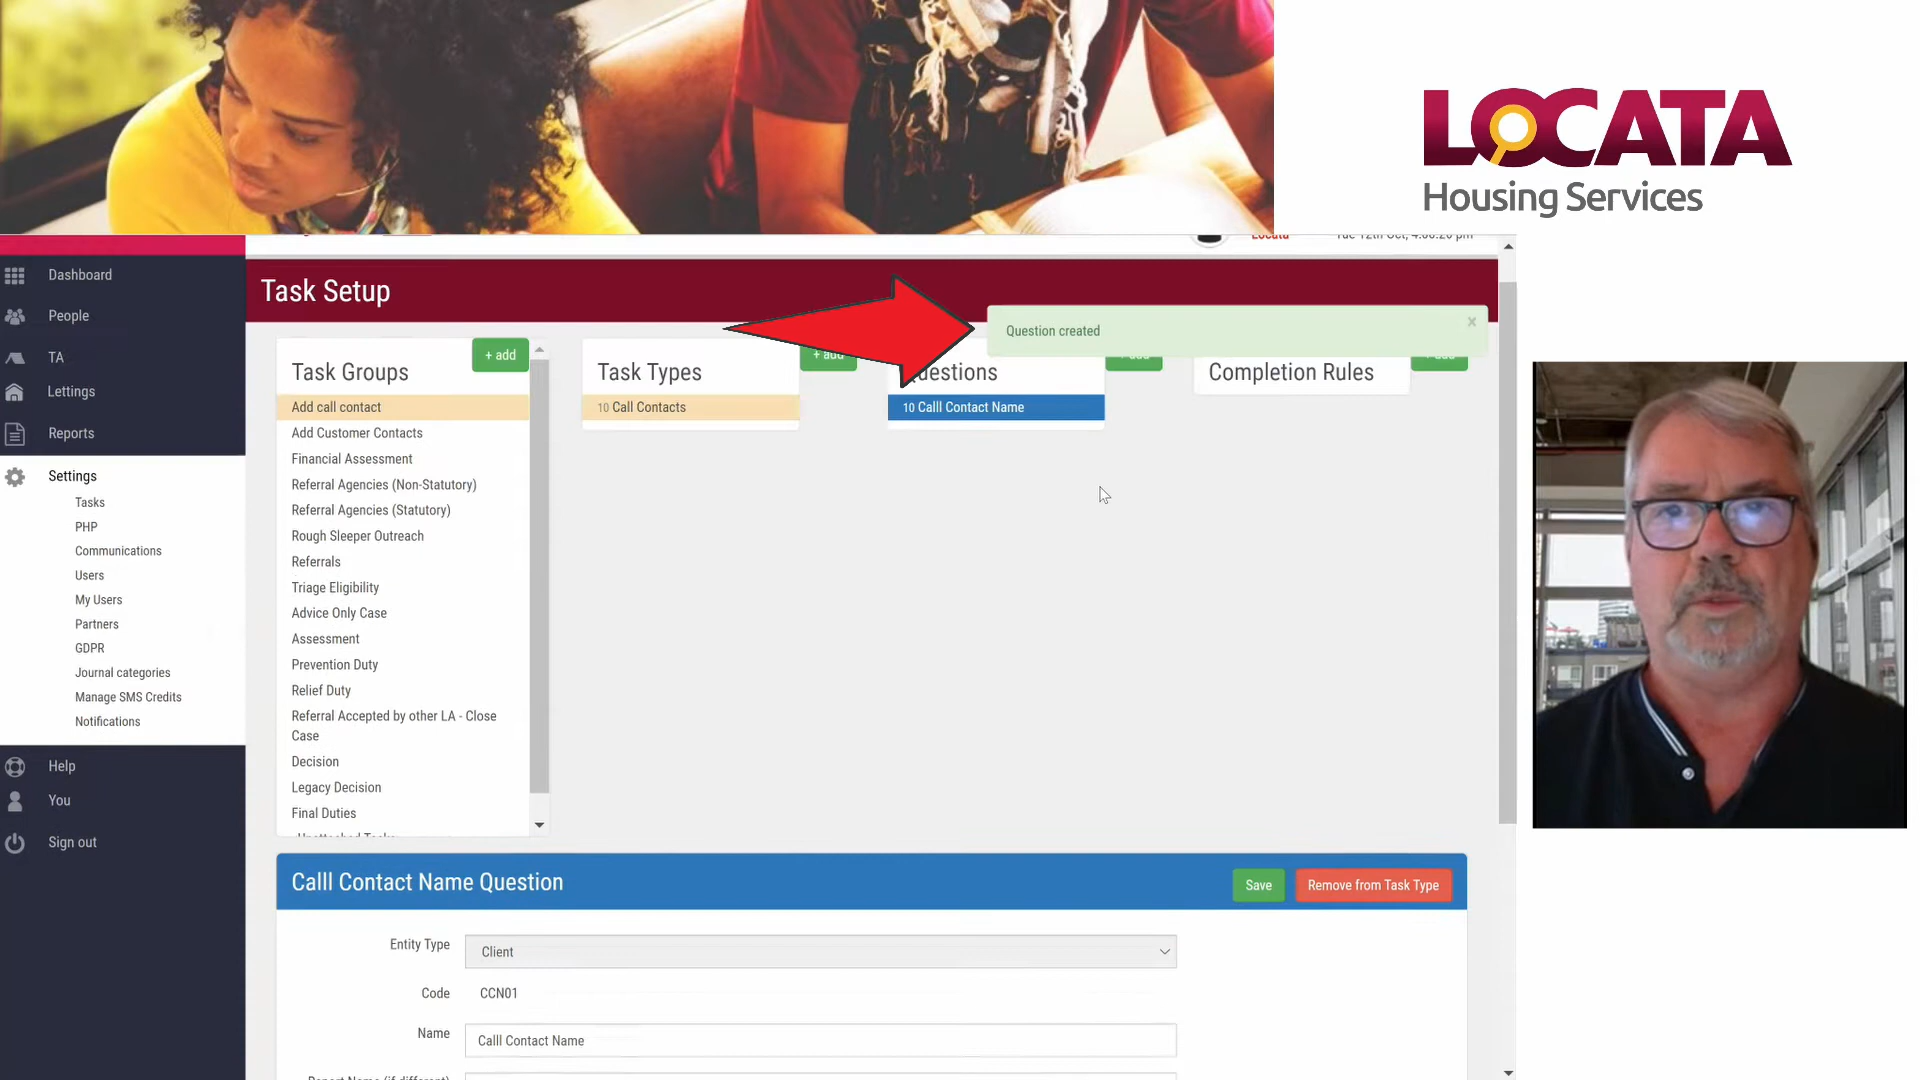 LOCATA
Housing Services
Locata
Dashboard
People
TA
Lettings
Reports
Settings
Tasks
PHP
Communications
Users
My Users
Partners
GDPR
Journal categories
Manage SMS Credits
Notifications
Help
You
Sign out
Task Setup
Question created
×
Task Groups
+ add
Add call contact
Add Customer Contacts
Financial Assessment
Referral Agencies (Non-Statutory)
Referral Agencies (Statutory)
Rough Sleeper Outreach
Referrals
Triage Eligibility
Advice Only Case
Assessment
Prevention Duty
Relief Duty
Referral Accepted by other LA - Close
Case
Decision
Legacy Decision
Final Duties
Task Types
+ add
10 Call Contacts
10 Calll Contact Name
Completion Rules
Calll Contact Name Question
Save
Remove from Task Type
Entity Type
Client
Code
CCN01
Name
Calll Contact Name